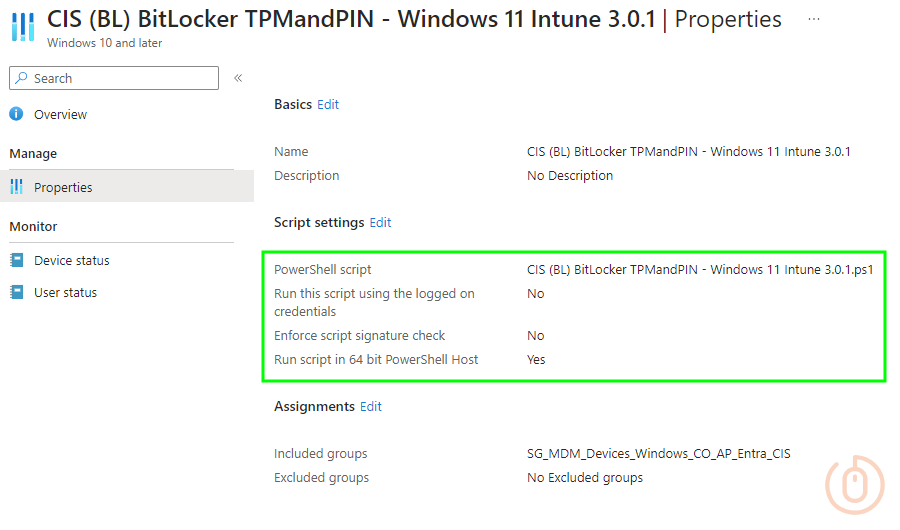 CIS (BL) BitLocker TPMandPIN - Windows 11 Intune 3.0.1 | Properties ...
Windows 10 and later
Search «
Overview
Manage
Properties
Monitor
Device status
User status
Basics Edit
Name CIS (BL) BitLocker TPMandPIN - Windows 11 Intune 3.0.1
Description No Description
Script settings Edit
PowerShell script CIS (BL) BitLocker TPMandPIN - Windows 11 Intune 3.0.1.ps1
Run this script using the logged on No
credentials
Enforce script signature check No
Run script in 64 bit PowerShell Host Yes
Assignments Edit
Included groups SG_MDM_Devices_Windows_CO_AP_Entra_CIS
Excluded groups No Excluded groups